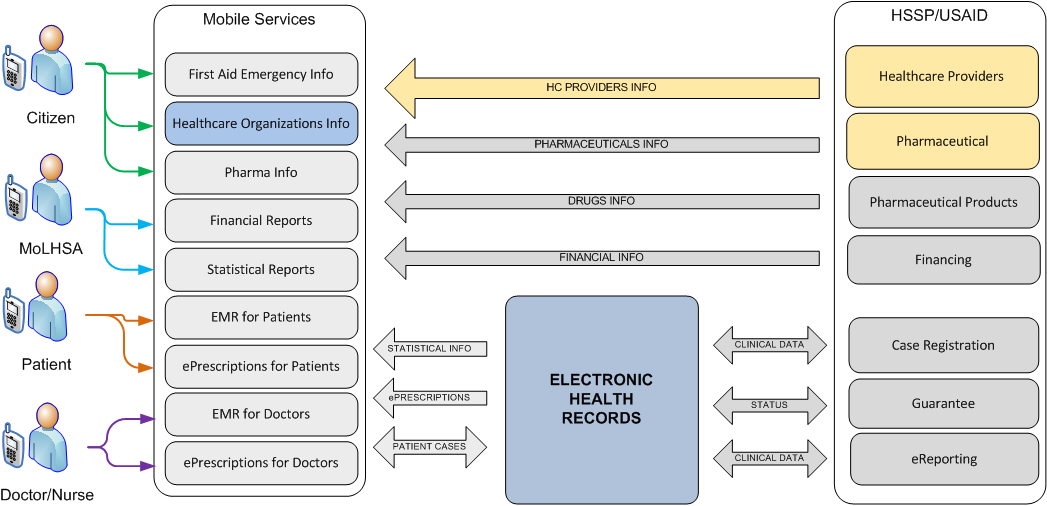 Mobile Services
HSSP/USAID
Citizen
MoLHSA
Patient
Doctor/Nurse
First Aid Emergency Info
Healthcare Organizations Info
Pharma Info
Financial Reports
Statistical Reports
EMR for Patients
ePrescriptions for Patients
EMR for Doctors
ePrescriptions for Doctors
HC PROVIDERS INFO
PHARMACEUTICALS INFO
DRUGS INFO
FINANCIAL INFO
STATISTICAL INFO
ePRESCRIPTIONS
PATIENT CASES
ELECTRONIC
HEALTH
RECORDS
CLINICAL DATA
STATUS
CLINICAL DATA
Healthcare Providers
Pharmaceutical
Pharmaceutical Products
Financing
Case Registration
Guarantee
eReporting